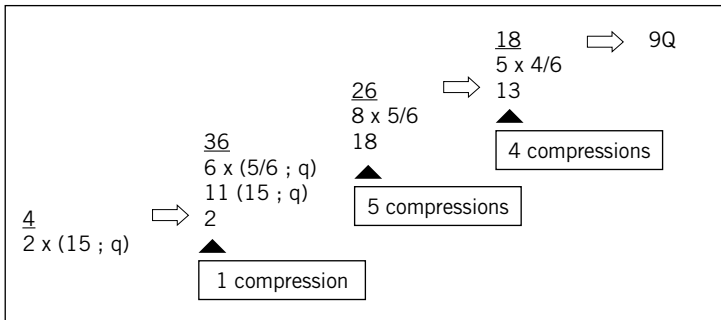 4
2 x (15 ; q)
36
6 x (5/6 ; q)
11 (15 ; q)
2
1 compression
26
8 x 5/6
18
5 compressions
18
5 x 4/6
13
4 compressions
9Q